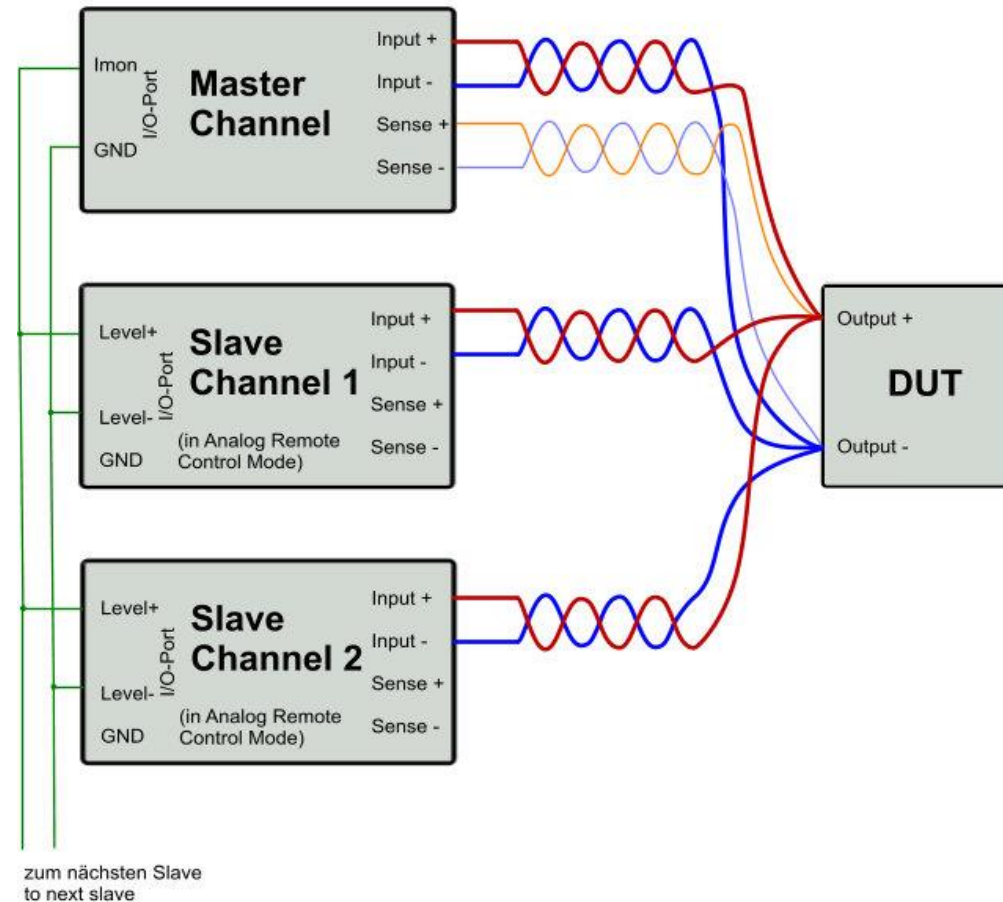 Imon
GND
I/O-Port
Master
Channel
Input +
Input -
Sense +
Sense -
Level+
Level-
GND
I/O-Port
Slave
Channel 1
(in Analog Remote
Control Mode)
Input +
Input -
Sense +
Sense -
Output +
DUT
Output -
Level+
Level-
GND
I/O-Port
Slave
Channel 2
(in Analog Remote
Control Mode)
Input +
Input -
Sense +
Sense -
zum nächsten Slave
to next slave